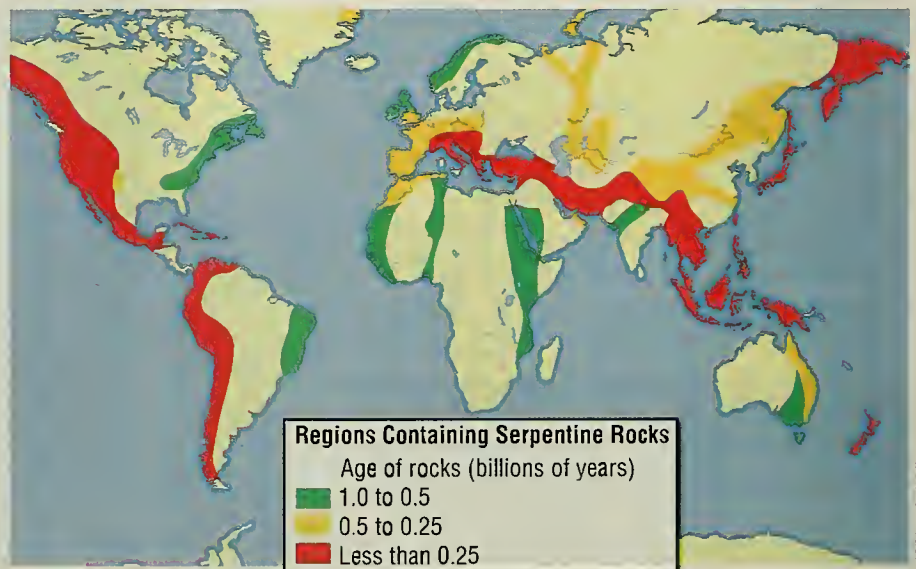 Regions Containing Serpentine Rocks
Age of rocks (billions of years)
1.0 to 0.5
0.5 to 0.25
Less than 0.25